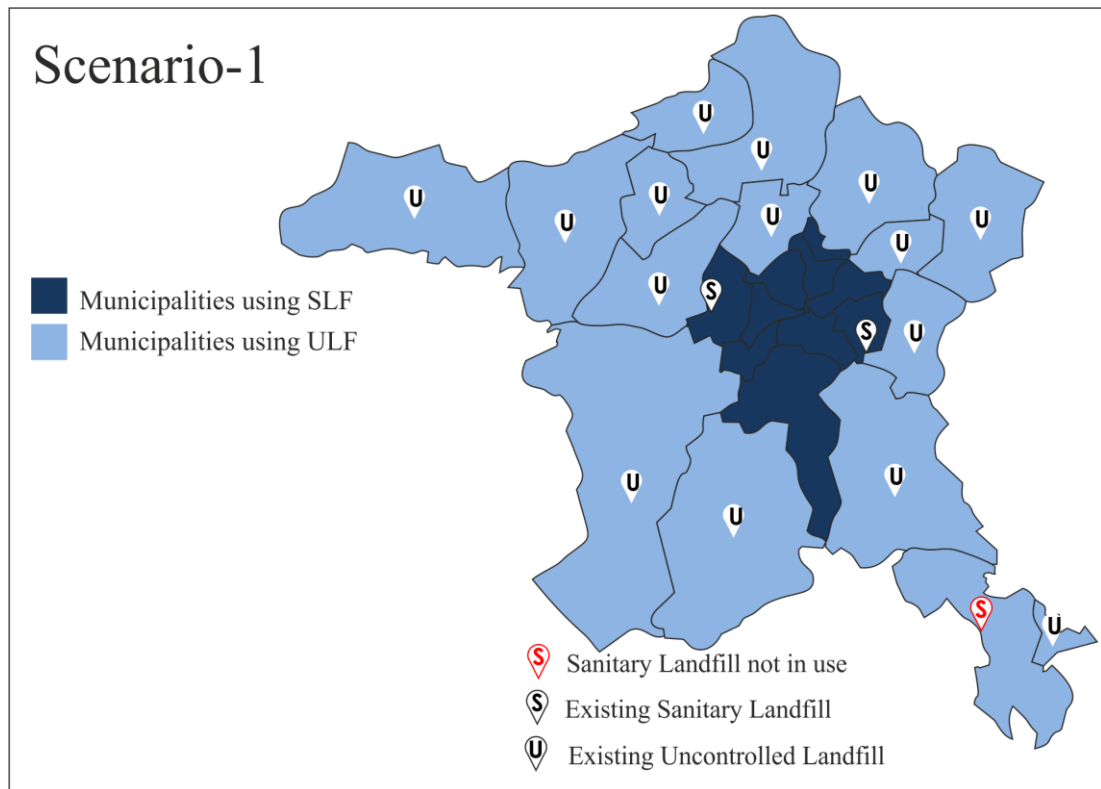 Scenario-1
U
U
U
U
U
U
U
U
U
U
S
S
U
U
U
U
S
U
Municipalities using SLF
Municipalities using ULF
S Sanitary Landfill not in use
S Existing Sanitary Landfill
U Existing Uncontrolled Landfill